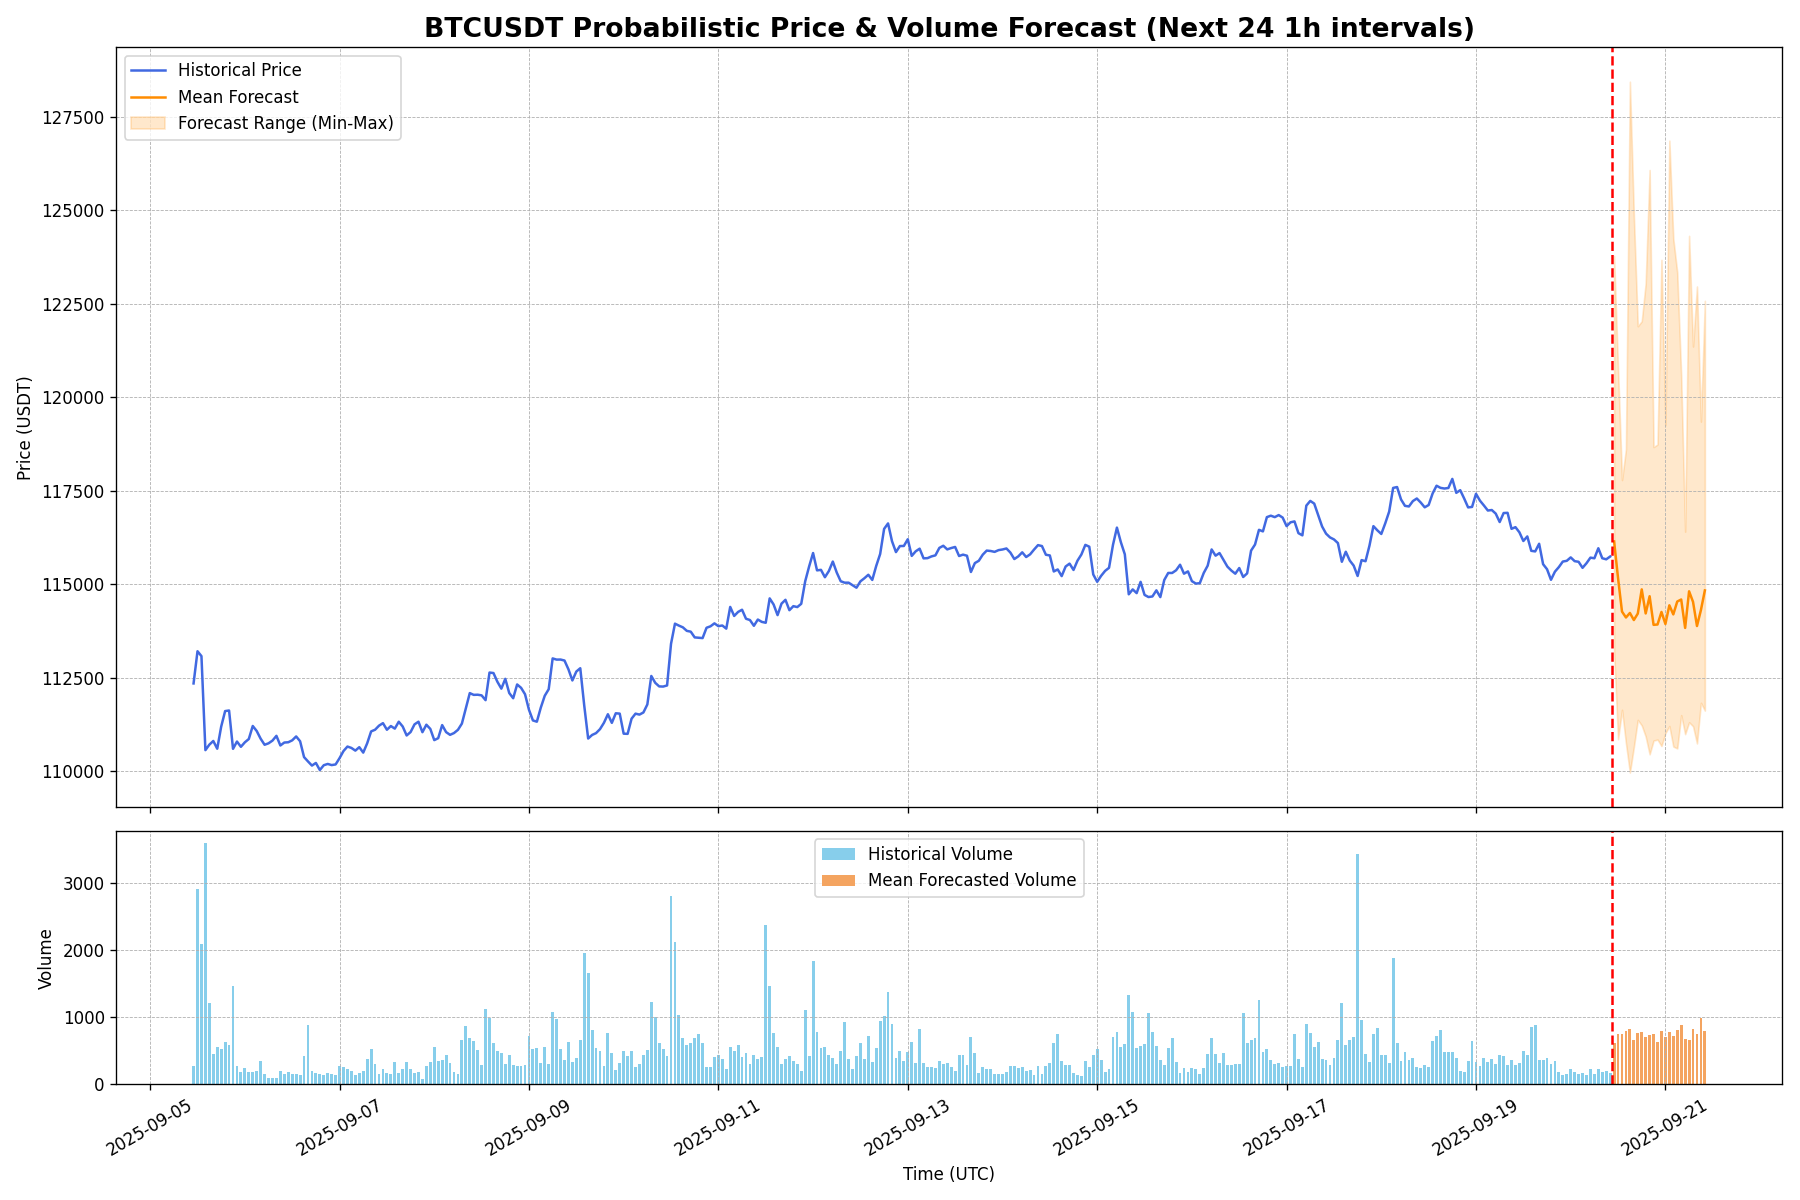 BTCUSDT Probabilistic Price & Volume Forecast (Next 24 1h intervals)
Historical Price
Mean Forecast
Forecast Range (Min-Max)
127500
125000
122500
120000
117500
115000
112500
110000
Price (USDT)
Historical Volume
Mean Forecasted Volume
3000
2000
1000
0
Volume
2025-09-05
2025-09-07
2025-09-09
2025-09-11
2025-09-13
2025-09-15
2025-09-17
2025-09-19
2025-09-21
Time (UTC)